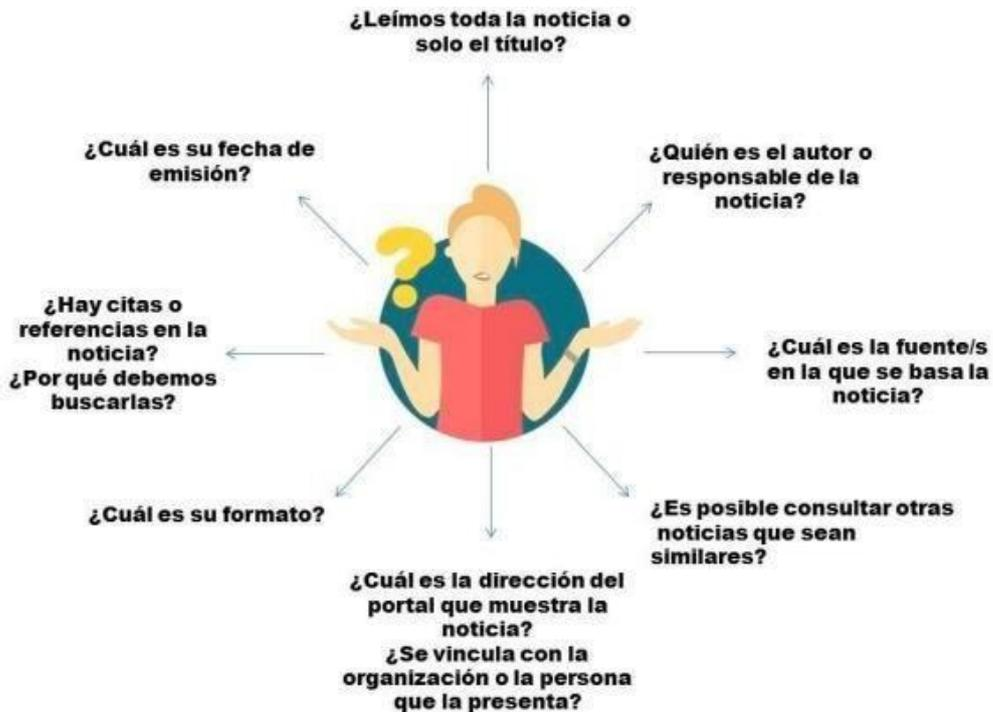 ¿Leímos toda la noticia o
solo el título?
¿Quién es el autor o
responsable de la
noticia?
¿Cuál es la fuente/s
en la que se basa la
noticia?
¿Es posible consultar otras
noticias que sean
similares?
¿Cuál es la dirección del
portal que muestra la
noticia?
¿Se vincula con la
organización o la persona
que la presenta?
¿Cuál es su formato?
¿Hay citas o
referencias en la
noticia?
¿Por qué debemos
buscarlas?
¿Cuál es su fecha de
emisión?